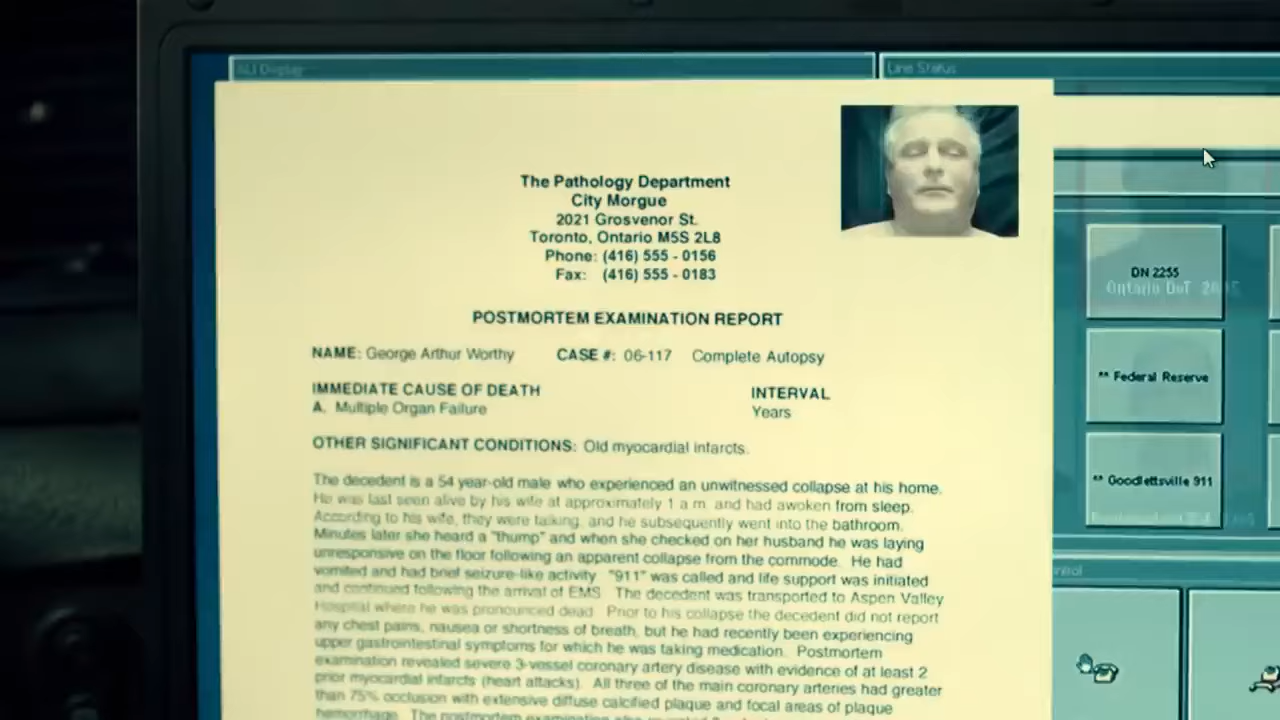 ALI Display
Line Status
The Pathology Department
City Morgue
2021 Grosvenor St.
Toronto, Ontario M5S 2L8
Phone: (416) 555 - 0156
Fax: (416) 555 - 0183
POSTMORTEM EXAMINATION REPORT
NAME: George Arthur Worthy CASE #: 06-117 Complete Autopsy
IMMEDIATE CAUSE OF DEATH INTERVAL
A. Multiple Organ Failure Years
OTHER SIGNIFICANT CONDITIONS: Old myocardial infarcts.
The decedent is a 54 year-old male who experienced an unwitnessed collapse at his home.
He was last seen alive by his wife at approximately 1 a.m. and had awoken from sleep.
According to his wife, they were talking, and he subsequently went into the bathroom.
Minutes later she heard a "thump" and when she checked on her husband he was laying
unresponsive on the floor following an apparent collapse from the commode. He had
vomited and had brief seizure-like activity. "911" was called and life support was initiated
and continued following the arrival of EMS. The decedent was transported to Aspen Valley
Hospital where he was pronounced dead. Prior to his collapse the decedent did not report
any chest pains, nausea or shortness of breath, but he had recently been experiencing
upper gastrointestinal symptoms for which he was taking medication. Postmortem
examination revealed severe 3-vessel coronary artery disease with evidence of at least 2
prior myocardial infarcts (heart attacks). All three of the main coronary arteries had greater
than 75% occlusion with extensive diffuse calcified plaque and focal areas of plaque
hemorrhage. The postmortem examination also revealed
DN 2255
Ontario DoT
** Federal Reserve
** Goodlettsville 911